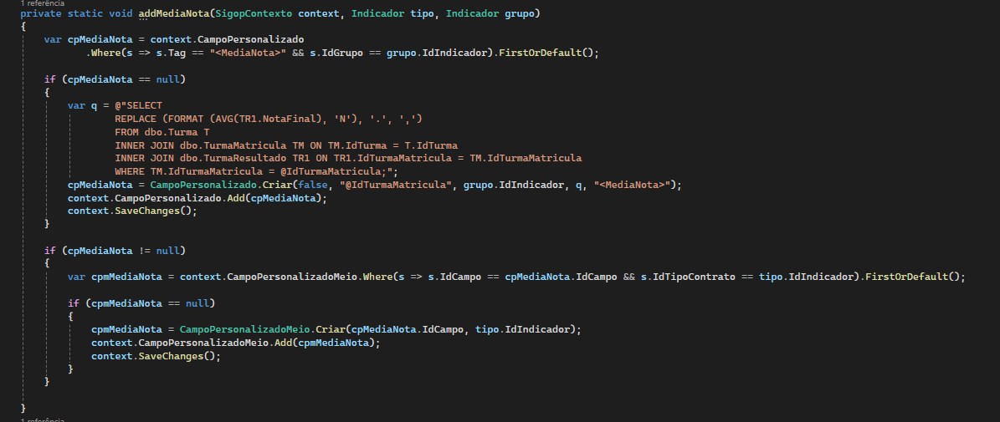 1 referência
private static void addMediaNota(SigopContexto context, Indicador tipo, Indicador grupo)
{
var cpMediaNota = context.CampoPersonalizado
.Where(s => s.Tag == "<MediaNota>" && s.IdGrupo == grupo.IdIndicador).FirstOrDefault();
if (cpMediaNota == null)
{
var q = @"SELECT
REPLACE (FORMAT (AVG(TR1.NotaFinal), 'N'), '.', ',')
FROM dbo.Turma T
INNER JOIN dbo.TurmaMatricula TM ON TM.IdTurma = T.IdTurma
INNER JOIN dbo.TurmaResultado TR1 ON TR1.IdTurmaMatricula = TM.IdTurmaMatricula
WHERE TM.IdTurmaMatricula = @IdTurmaMatricula;";
cpMediaNota = CampoPersonalizado.Criar(false, "@IdTurmaMatricula", grupo.IdIndicador, q, "<MediaNota>");
context.CampoPersonalizado.Add(cpMediaNota);
context.SaveChanges();
}
if (cpMediaNota != null)
{
var cpmMediaNota = context.CampoPersonalizadoMeio.Where(s => s.IdCampo == cpMediaNota.IdCampo && s.IdTipoContrato == tipo.IdIndicador).FirstOrDefault();
if (cpmMediaNota == null)
{
cpmMediaNota = CampoPersonalizadoMeio.Criar(cpMediaNota.IdCampo, tipo.IdIndicador);
context.CampoPersonalizadoMeio.Add(cpmMediaNota);
context.SaveChanges();
}
}
}
1 referência